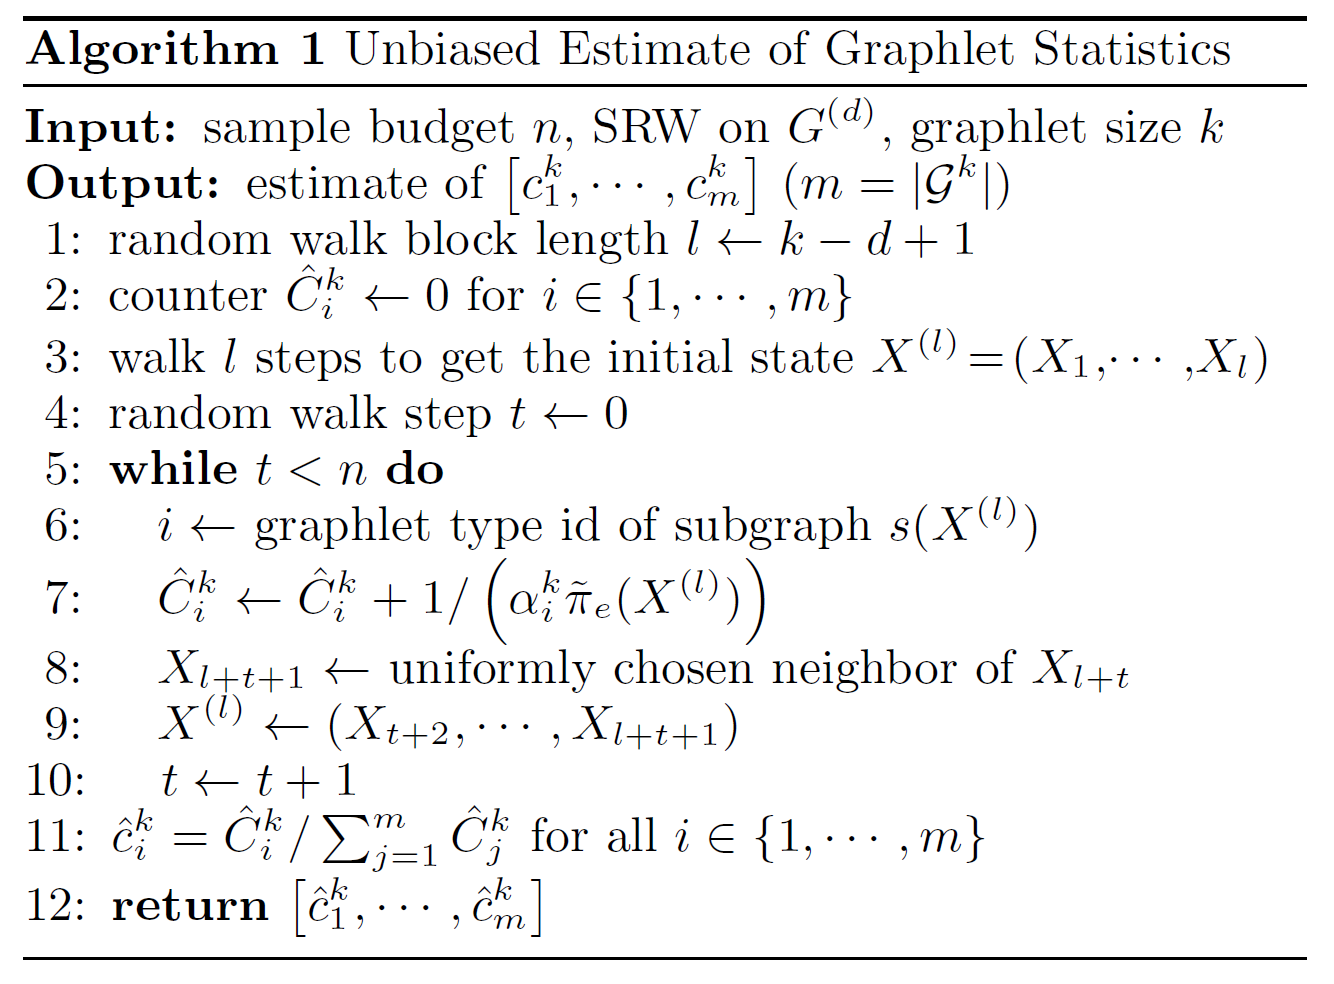 Algorithm 1 Unbiased Estimate of Graphlet Statistics
Input: sample budget $n$, SRW on $G^{(d)}$, graphlet size $k$
Output: estimate of $[c_1^k, \cdots, c_m^k]$ ($m = |\mathcal{G}^k|$)
1: random walk block length $l \leftarrow k - d + 1$
2: counter $\hat{C}_i^k \leftarrow 0$ for $i \in \{1, \cdots, m\}$
3: walk $l$ steps to get the initial state $X^{(l)} = (X_1, \cdots, X_l)$
4: random walk step $t \leftarrow 0$
5: while $t < n$ do
6: $i \leftarrow$ graphlet type id of subgraph $s(X^{(l)})$
7: $\hat{C}_i^k \leftarrow \hat{C}_i^k + 1/\left(\alpha_i^k \tilde{\pi}_e(X^{(l)})\right)$
8: $X_{l+t+1} \leftarrow$ uniformly chosen neighbor of $X_{l+t}$
9: $X^{(l)} \leftarrow (X_{t+2}, \cdots, X_{l+t+1})$
10: $t \leftarrow t + 1$
11: $\hat{c}_i^k = \hat{C}_i^k / \sum_{j=1}^m \hat{C}_j^k$ for all $i \in \{1, \cdots, m\}$
12: return $[\hat{c}_1^k, \cdots, \hat{c}_m^k]$